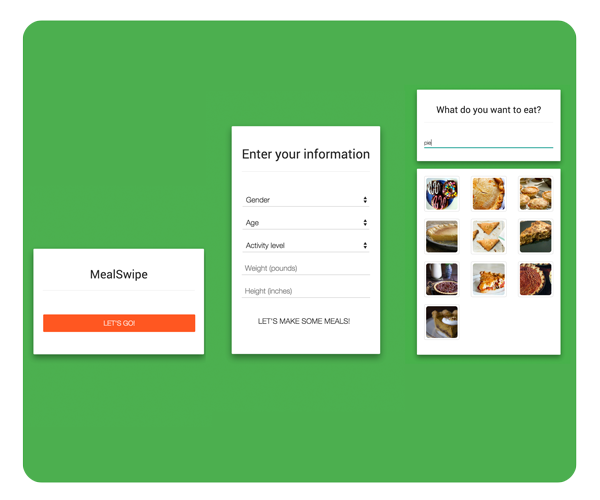 MealSwipe
LET'S GO!
Enter your information
Gender
Age
Activity level
Weight (pounds)
Height (inches)
LET'S MAKE SOME MEALS!
What do you want to eat?
pie